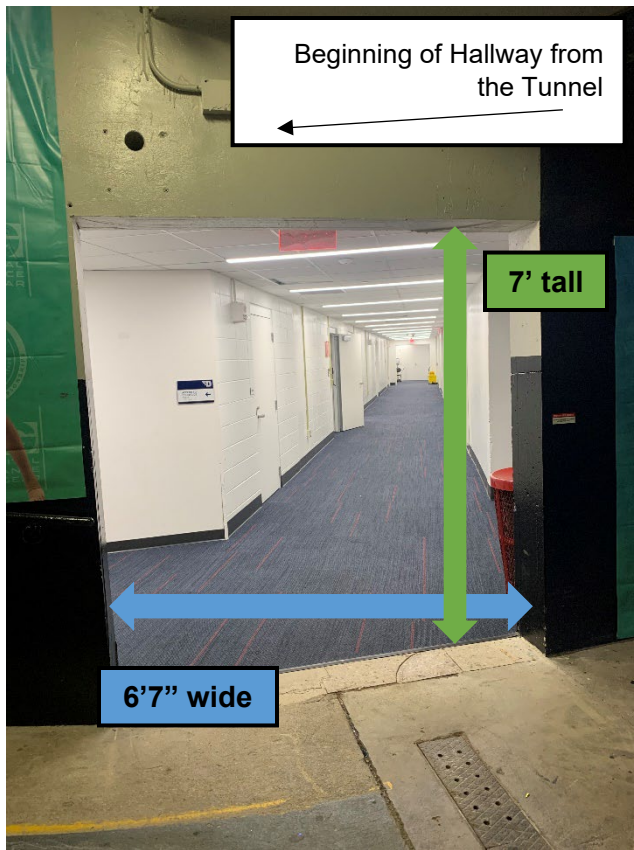 Beginning of Hallway from
the Tunnel
7’ tall
6’7” wide